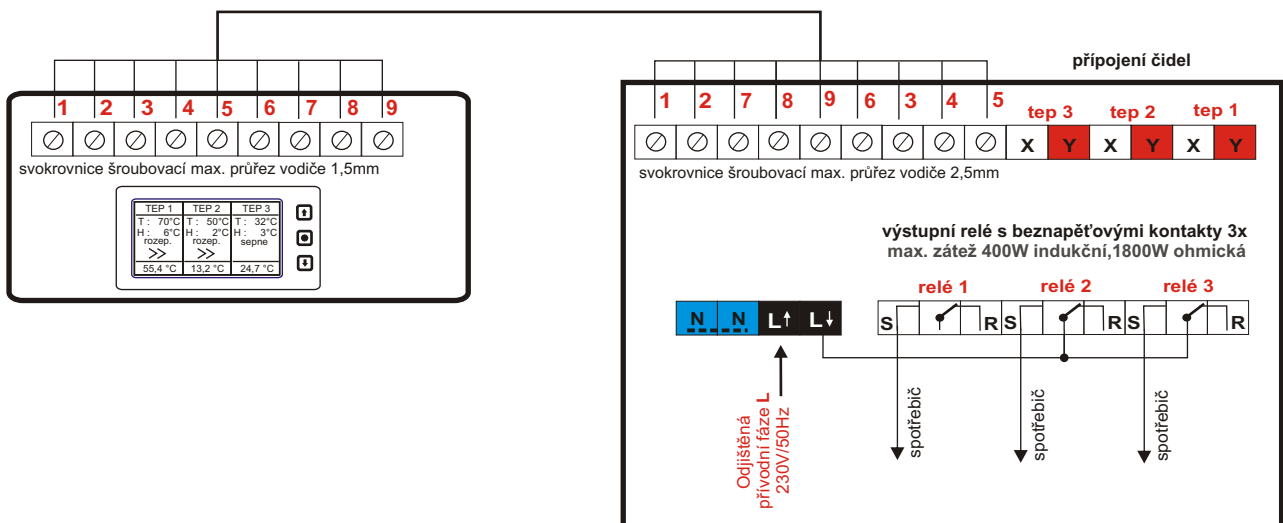 1 2 3 4 5 6 7 8 9
svokrovnice šroubovací max. průřez vodiče 1,5mm
TEP 1 TEP 2 TEP 3
T : 70°C T : 50°C T : 32°C
H : 6°C H : 2°C H : 3°C
rozep. rozep. sepne
>> >>
55,4 °C 13,2 °C 24,7 °C
přípojení čidel
1 2 7 8 9 6 3 4 5
tep 3 tep 2 tep 1
X Y X Y X Y
svokrovnice šroubovací max. průřez vodiče 2,5mm
výstupní relé s beznapěťovými kontakty 3x
max. zátež 400W indukční,1800W ohmická
relé 1 relé 2 relé 3
N N L↑ L↓
S R S R S R
Odjištěná
přívodní fáze L
230V/50Hz
spotřebič
spotřebič
spotřebič